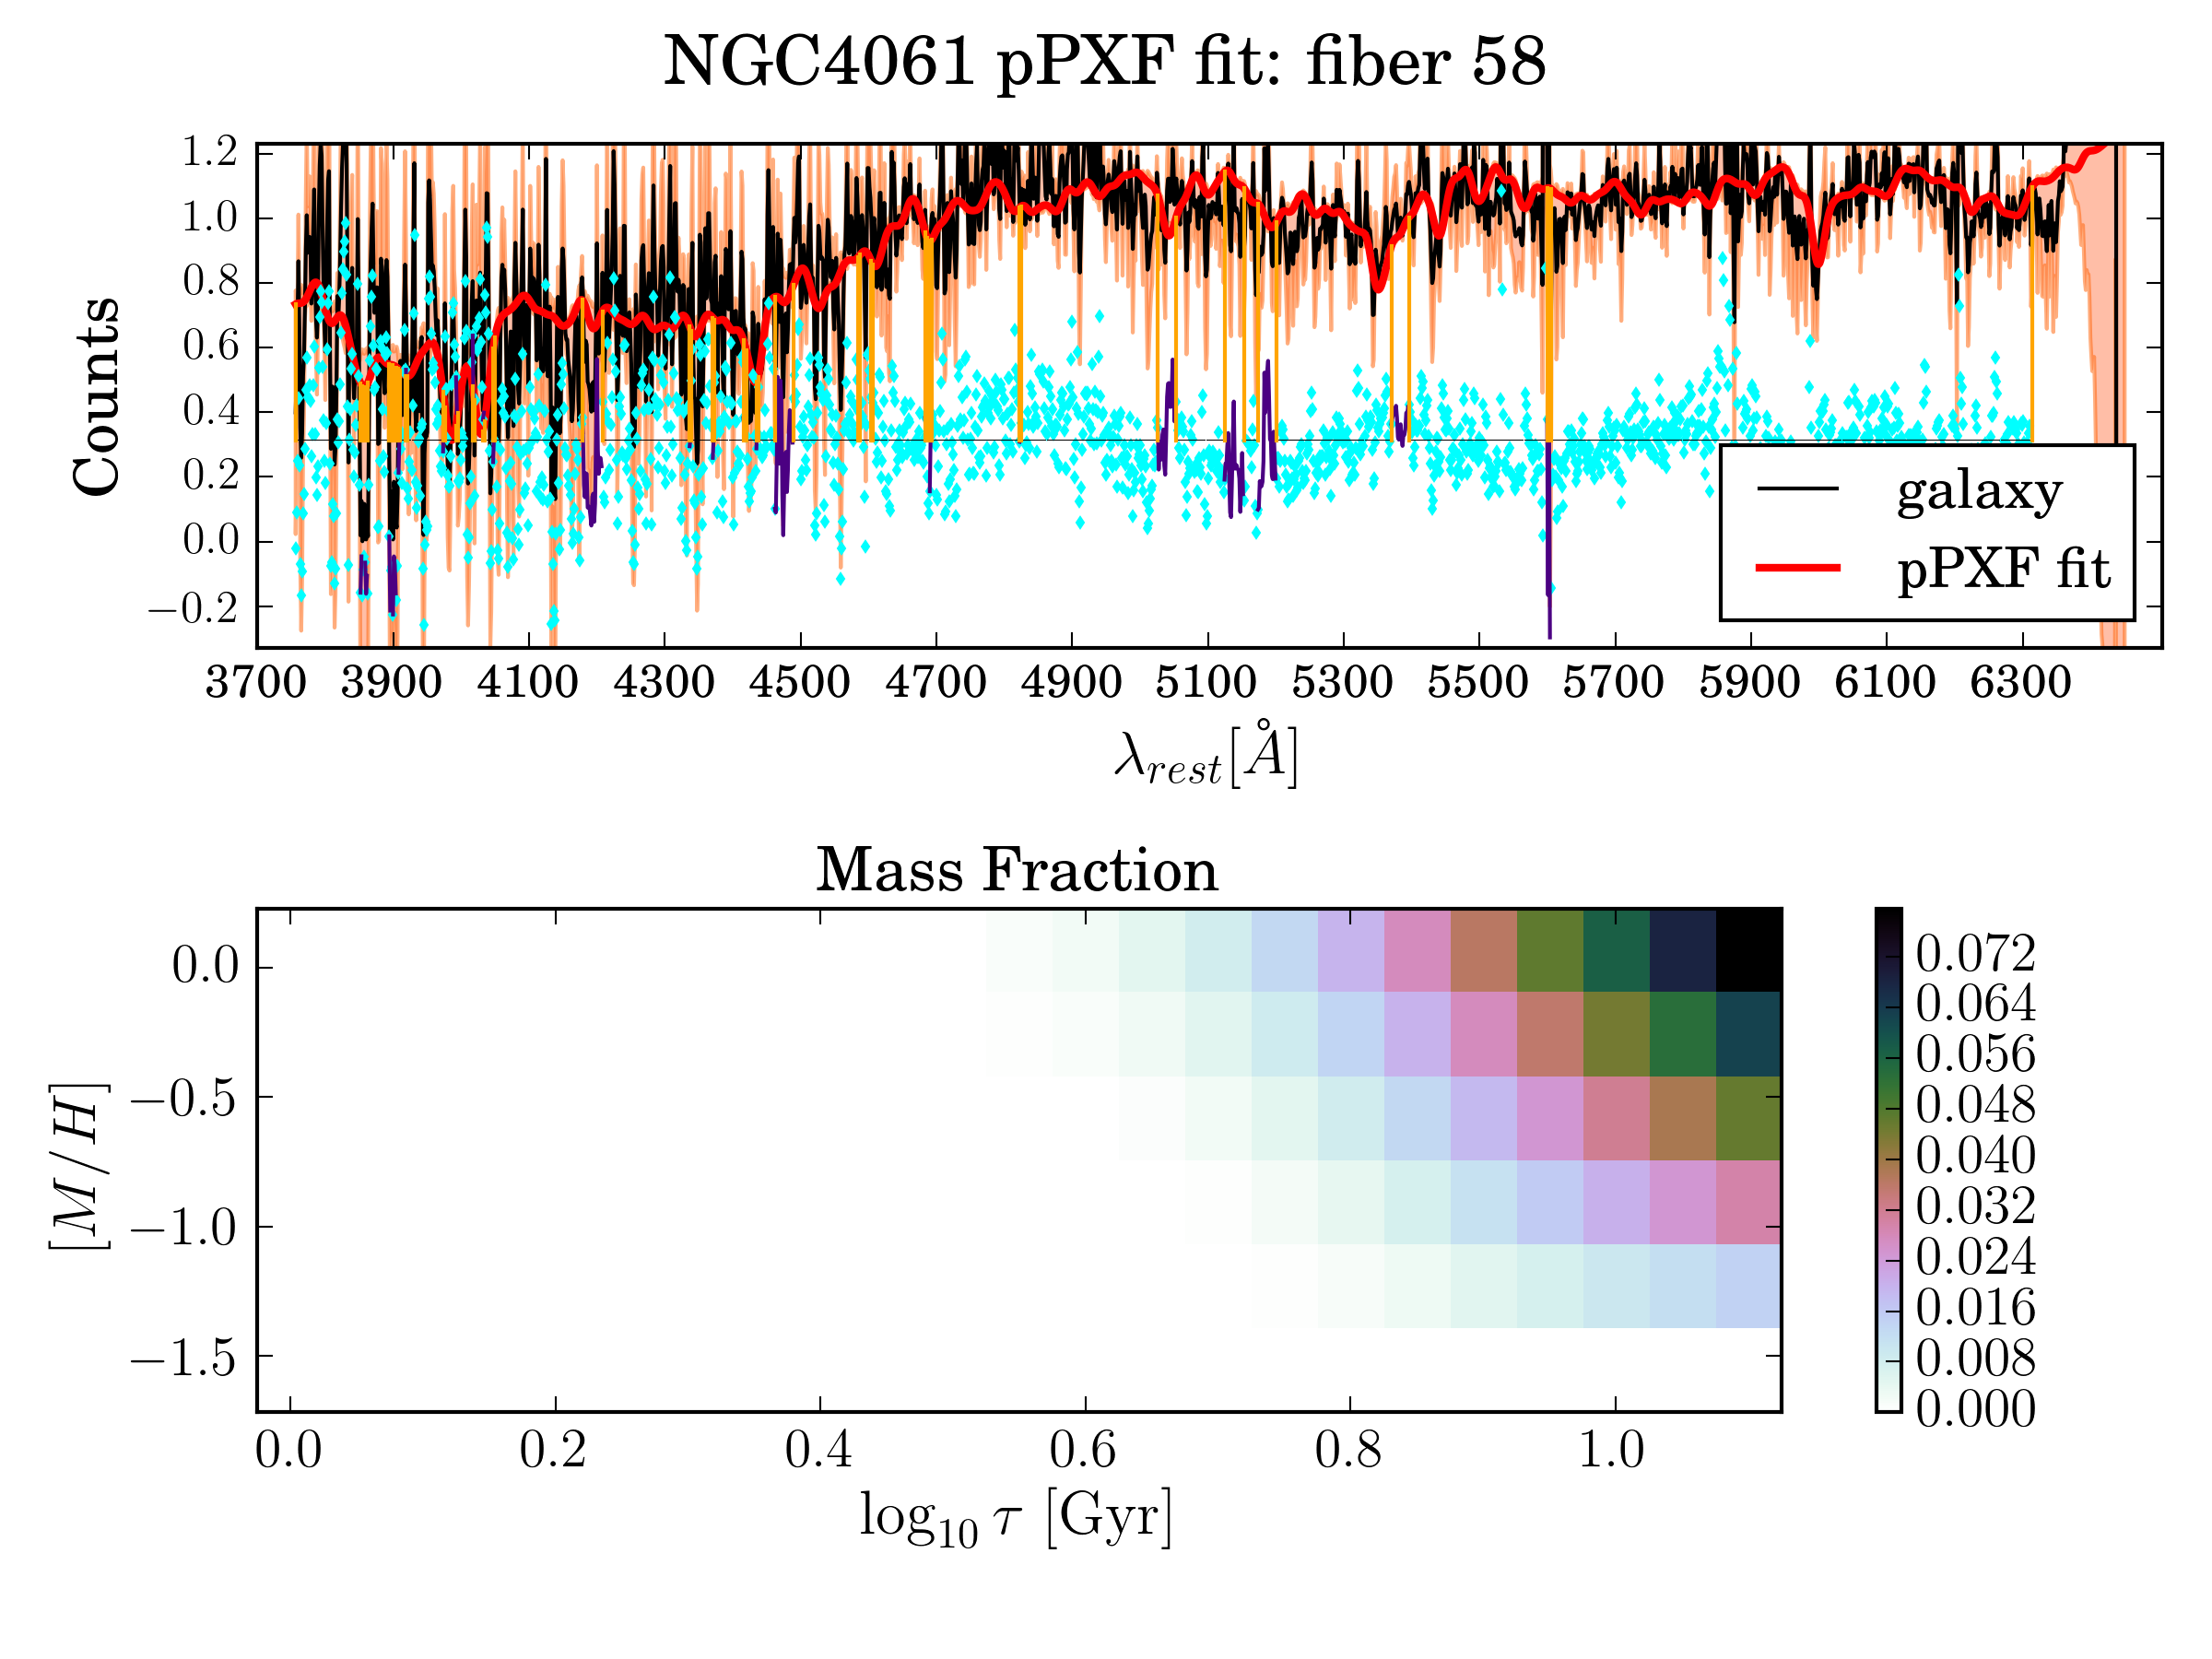 NGC4061 pPXF fit: fiber 58
Counts
1.2
1.0
0.8
0.6
0.4
0.2
0.0
−0.2
galaxy
pPXF fit
3700 3900 4100 4300 4500 4700 4900 5100 5300 5500 5700 5900 6100 6300
λrest[Å]
Mass Fraction
[M/H]
0.0
−0.5
−1.0
−1.5
0.0 0.2 0.4 0.6 0.8 1.0
log10 τ [Gyr]
0.072
0.064
0.056
0.048
0.040
0.032
0.024
0.016
0.008
0.000